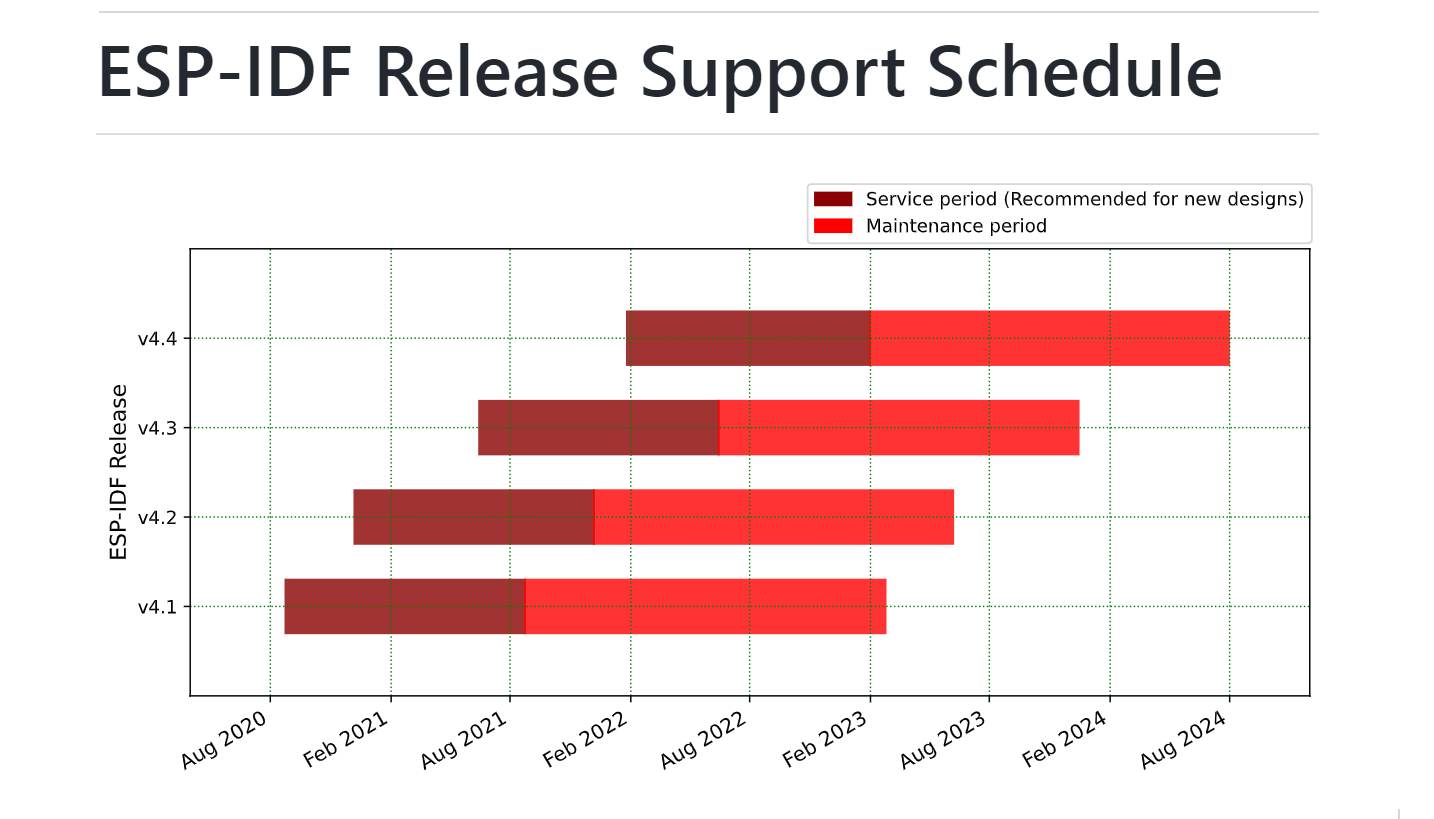 ESP-IDF Release Support Schedule
Service period (Recommended for new designs)
Maintenance period
ESP-IDF Release
v4.4
v4.3
v4.2
v4.1
Aug 2020
Feb 2021
Aug 2021
Feb 2022
Aug 2022
Feb 2023
Aug 2023
Feb 2024
Aug 2024